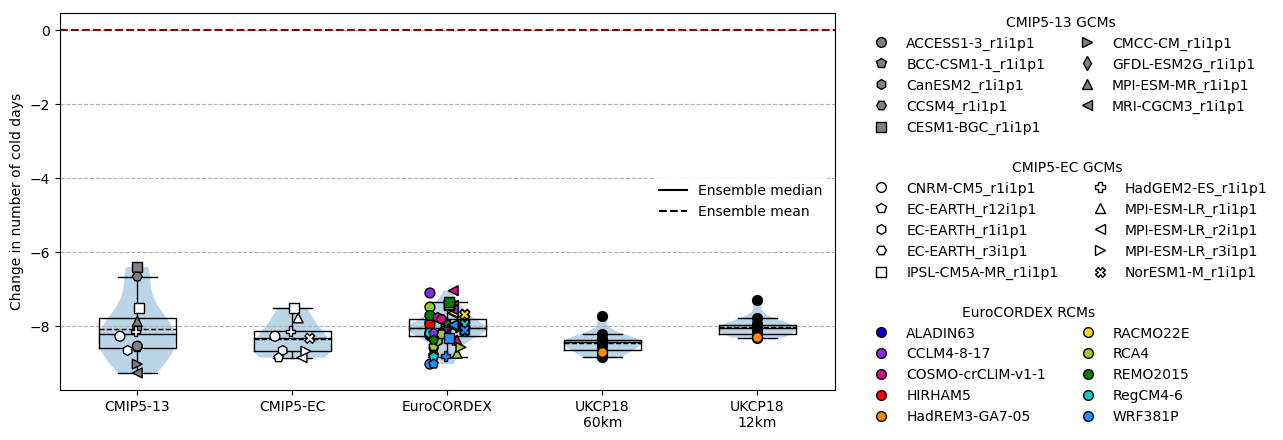 Change in number of cold days
0
−2
−4
−6
−8
Ensemble median
Ensemble mean
CMIP5-13
CMIP5-EC
EuroCORDEX
UKCP18
60km
UKCP18
12km
CMIP5-13 GCMs
ACCESS1-3_r1i1p1
BCC-CSM1-1_r1i1p1
CanESM2_r1i1p1
CCSM4_r1i1p1
CESM1-BGC_r1i1p1
CMCC-CM_r1i1p1
GFDL-ESM2G_r1i1p1
MPI-ESM-MR_r1i1p1
MRI-CGCM3_r1i1p1
CMIP5-EC GCMs
CNRM-CM5_r1i1p1
EC-EARTH_r12i1p1
EC-EARTH_r1i1p1
EC-EARTH_r3i1p1
IPSL-CM5A-MR_r1i1p1
HadGEM2-ES_r1i1p1
MPI-ESM-LR_r1i1p1
MPI-ESM-LR_r2i1p1
MPI-ESM-LR_r3i1p1
NorESM1-M_r1i1p1
EuroCORDEX RCMs
ALADIN63
CCLM4-8-17
COSMO-crCLIM-v1-1
HIRHAM5
HadREM3-GA7-05
RACMO22E
RCA4
REMO2015
RegCM4-6
WRF381P